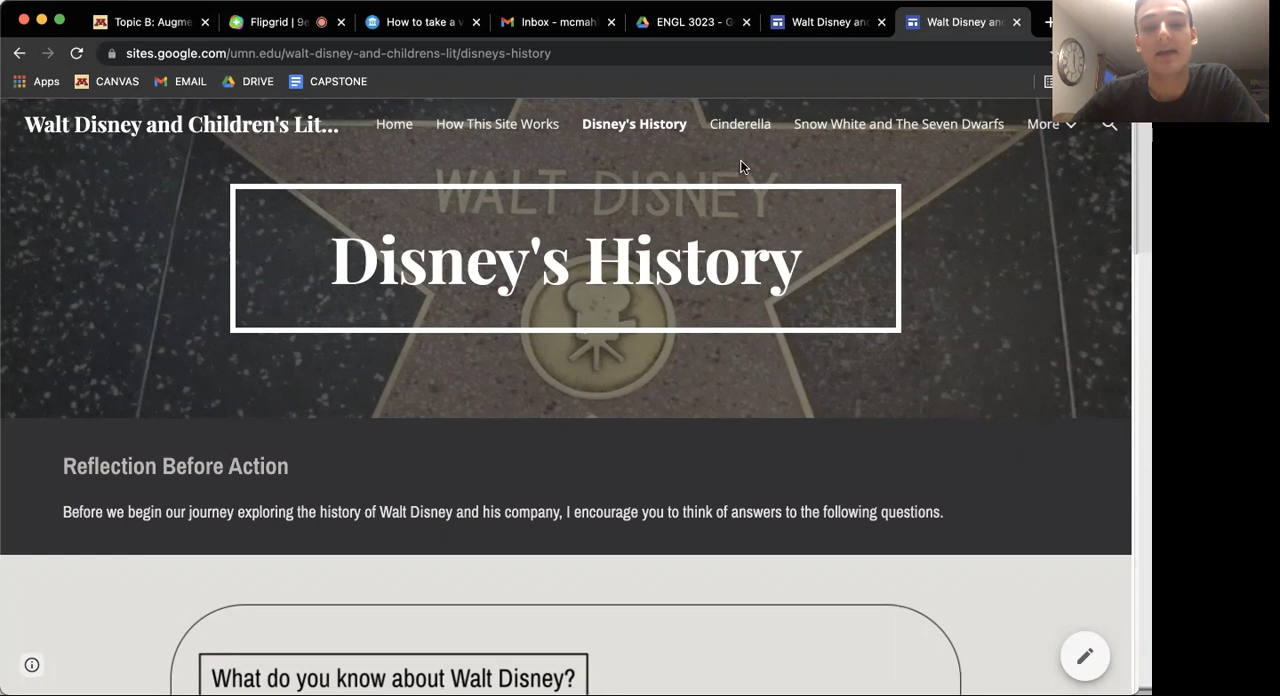 Topic B: Augme
Flipgrid | 9e
How to take a v
Inbox - mcmah
ENGL 3023 - G
Walt Disney and
Walt Disney and
sites.google.com/umn.edu/walt-disney-and-childrens-lit/disneys-history
Apps
CANVAS
EMAIL
DRIVE
CAPSTONE
Walt Disney and Children's Lit...
Home
How This Site Works
Disney's History
Cinderella
Snow White and The Seven Dwarfs
More
WALT DISNEY
Disney's History
Reflection Before Action
Before we begin our journey exploring the history of Walt Disney and his company, I encourage you to think of answers to the following questions.
What do you know about Walt Disney?